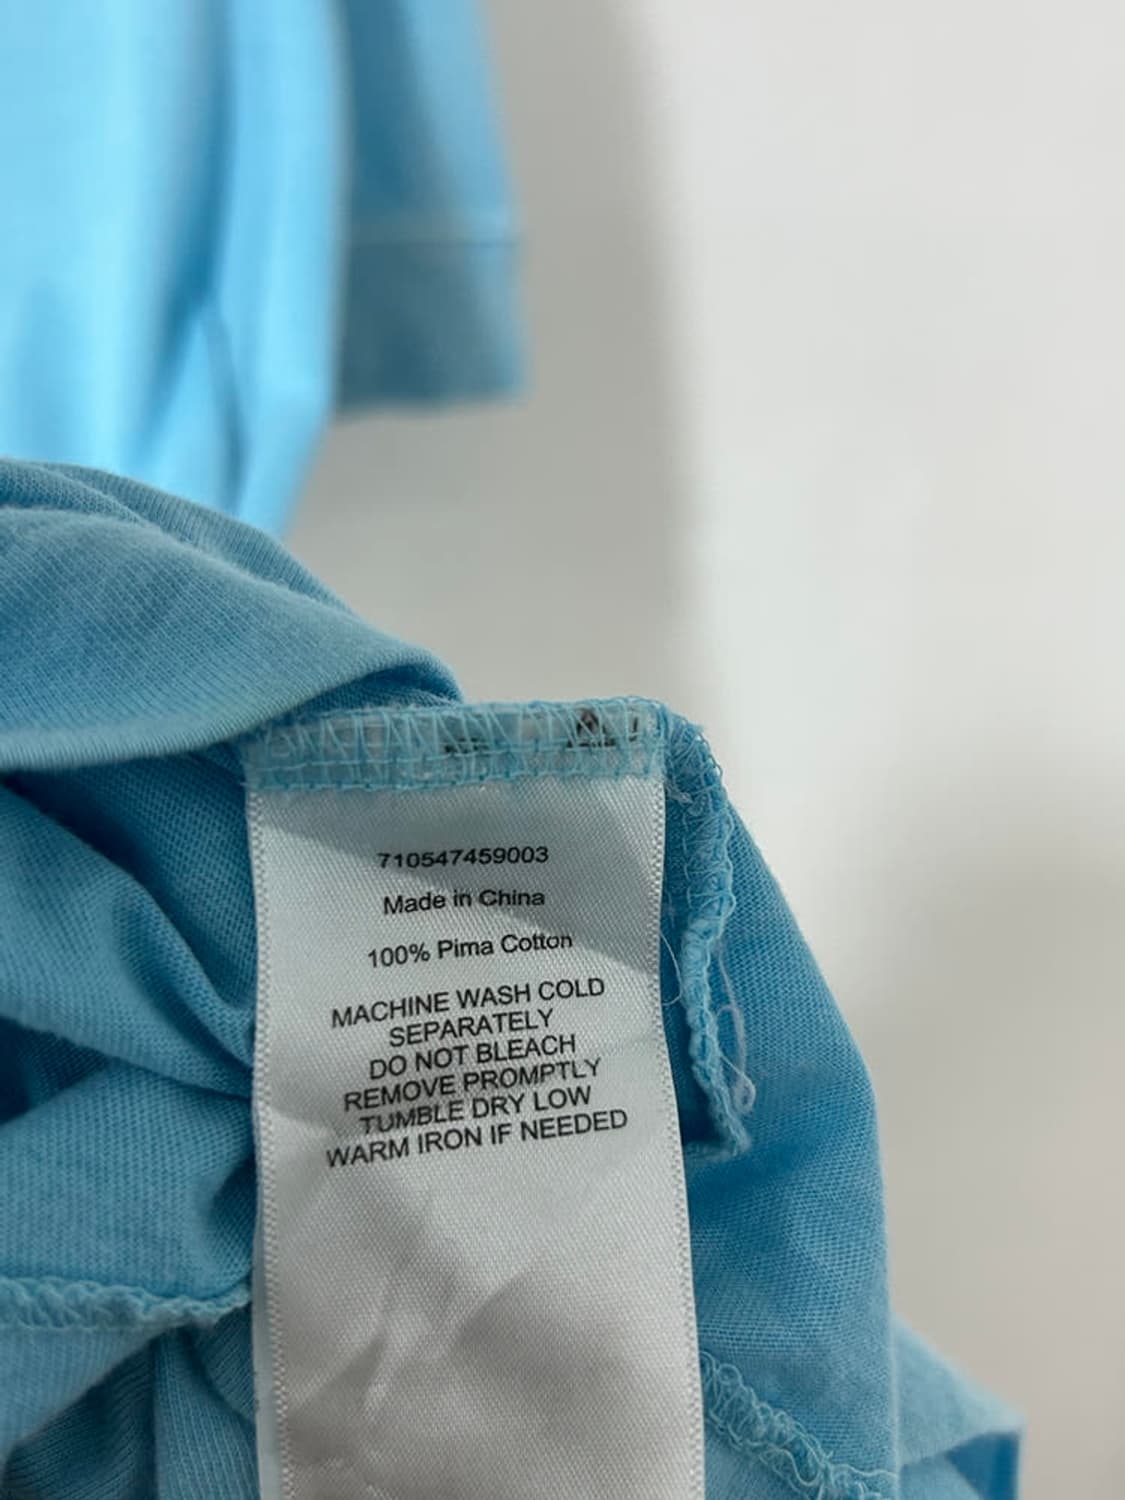 710547459003
Made in China
100% Pima Cotton
MACHINE WASH COLD
SEPARATELY
DO NOT BLEACH
REMOVE PROMPTLY
TUMBLE DRY LOW
WARM IRON IF NEEDED